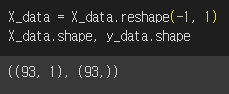 X_data = X_data.reshape(-1, 1)
X_data.shape, y_data.shape
((93, 1), (93,))